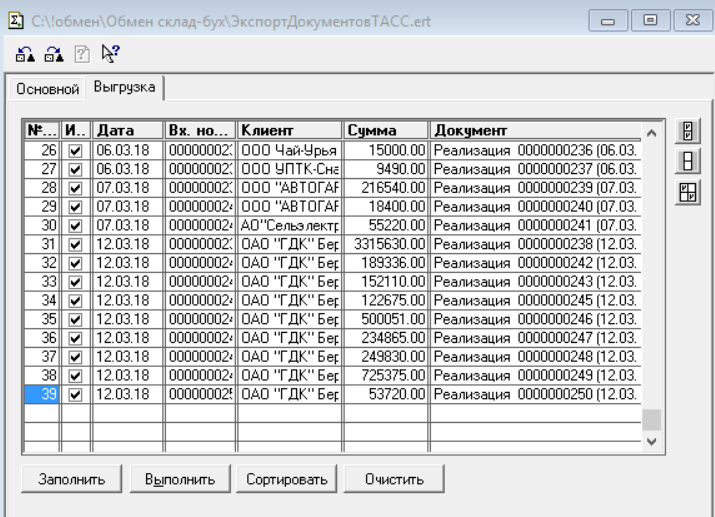 C:\!обмен\Обмен склад-бух\ЭкспортДокументовТАСС.ert
Основной Выгрузка
№... И.. Дата Вх. но... Клиент Сумма Документ
26 06.03.18 000000023 ООО Чай-Урья 15000.00 Реализация 0000000236 (06.03.
27 06.03.18 000000023 ООО УПТК-Сна 9490.00 Реализация 0000000237 (06.03.
28 07.03.18 000000023 ООО "АВТОГАР 216540.00 Реализация 0000000239 (07.03.
29 07.03.18 000000024 ООО "АВТОГАР 18400.00 Реализация 0000000240 (07.03.
30 07.03.18 000000024 АО"Сельэлектр 55220.00 Реализация 0000000241 (07.03.
31 12.03.18 000000023 ОАО "ГДК" Бер 3315630.00 Реализация 0000000238 (12.03.
32 12.03.18 000000024 ОАО "ГДК" Бер 189336.00 Реализация 0000000242 (12.03.
33 12.03.18 000000024 ОАО "ГДК" Бер 152110.00 Реализация 0000000243 (12.03.
34 12.03.18 000000024 ОАО "ГДК" Бер 122675.00 Реализация 0000000245 (12.03.
35 12.03.18 000000024 ОАО "ГДК" Бер 500051.00 Реализация 0000000246 (12.03.
36 12.03.18 000000024 ОАО "ГДК" Бер 234865.00 Реализация 0000000247 (12.03.
37 12.03.18 000000024 ОАО "ГДК" Бер 249830.00 Реализация 0000000248 (12.03.
38 12.03.18 000000024 ОАО "ГДК" Бер 725375.00 Реализация 0000000249 (12.03.
39 12.03.18 000000025 ОАО "ГДК" Бер 53720.00 Реализация 0000000250 (12.03.
Заполнить Выполнить Сортировать Очистить